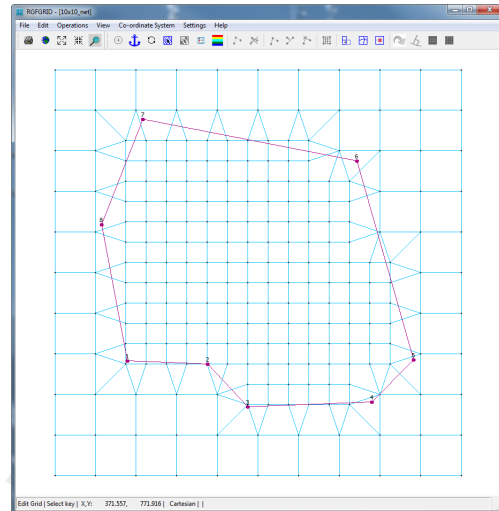 RGFGRID - [10x10_net]
File Edit Operations View Co-ordinate System Settings Help
7
6
8
1
2
5
3
4
Edit Grid | Select key | X,Y: 371.557, 771.916 | Cartesian | |